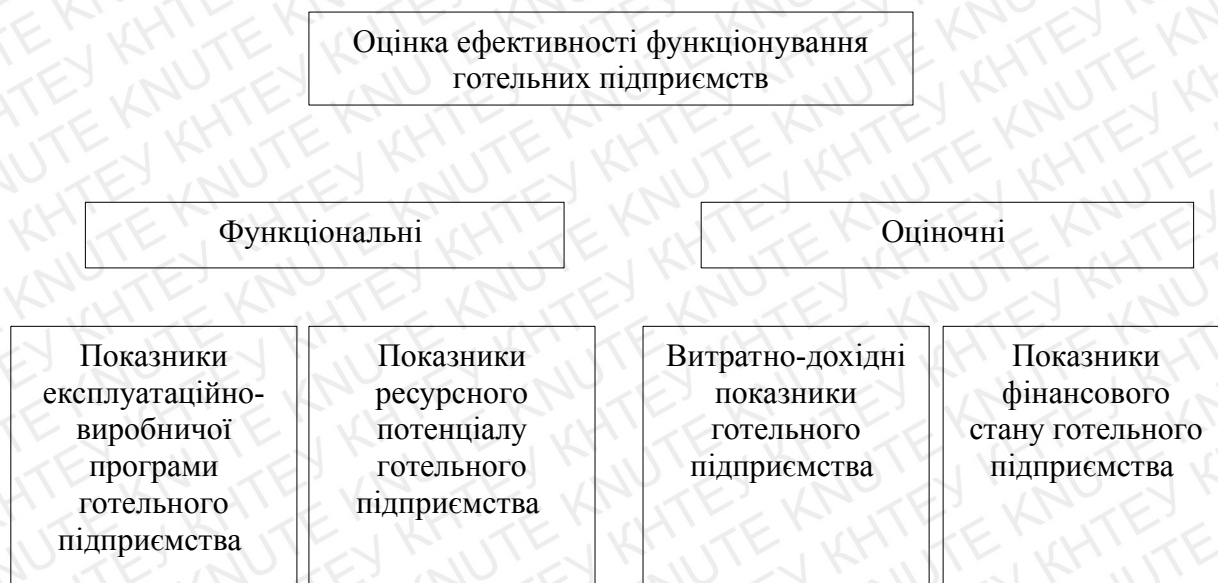 Оцінка ефективності функціонування
готельних підприємств
Функціональні
Оціночні
Показники
експлуатаційно-
виробничої
програми
готельного
підприємства
Показники
ресурсного
потенціалу
готельного
підприємства
Витратно-дохідні
показники
готельного
підприємства
Показники
фінансового
стану готельного
підприємства